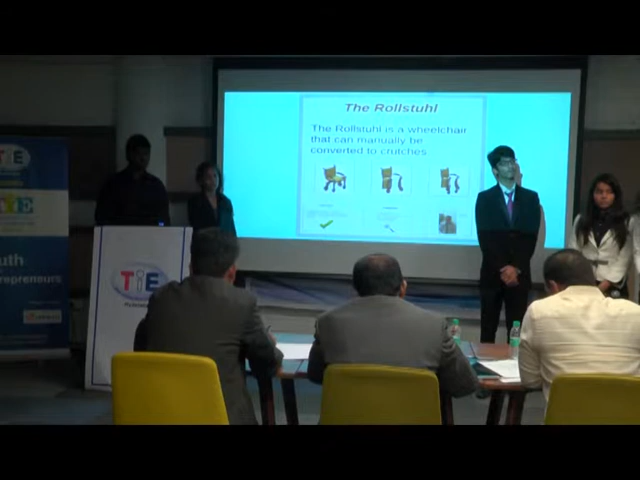 The Rollstuhl
The Rollstuhl is a wheelchair
that can manually be
converted to crutches
TiE
TiE
TiE
uth
repreneurs